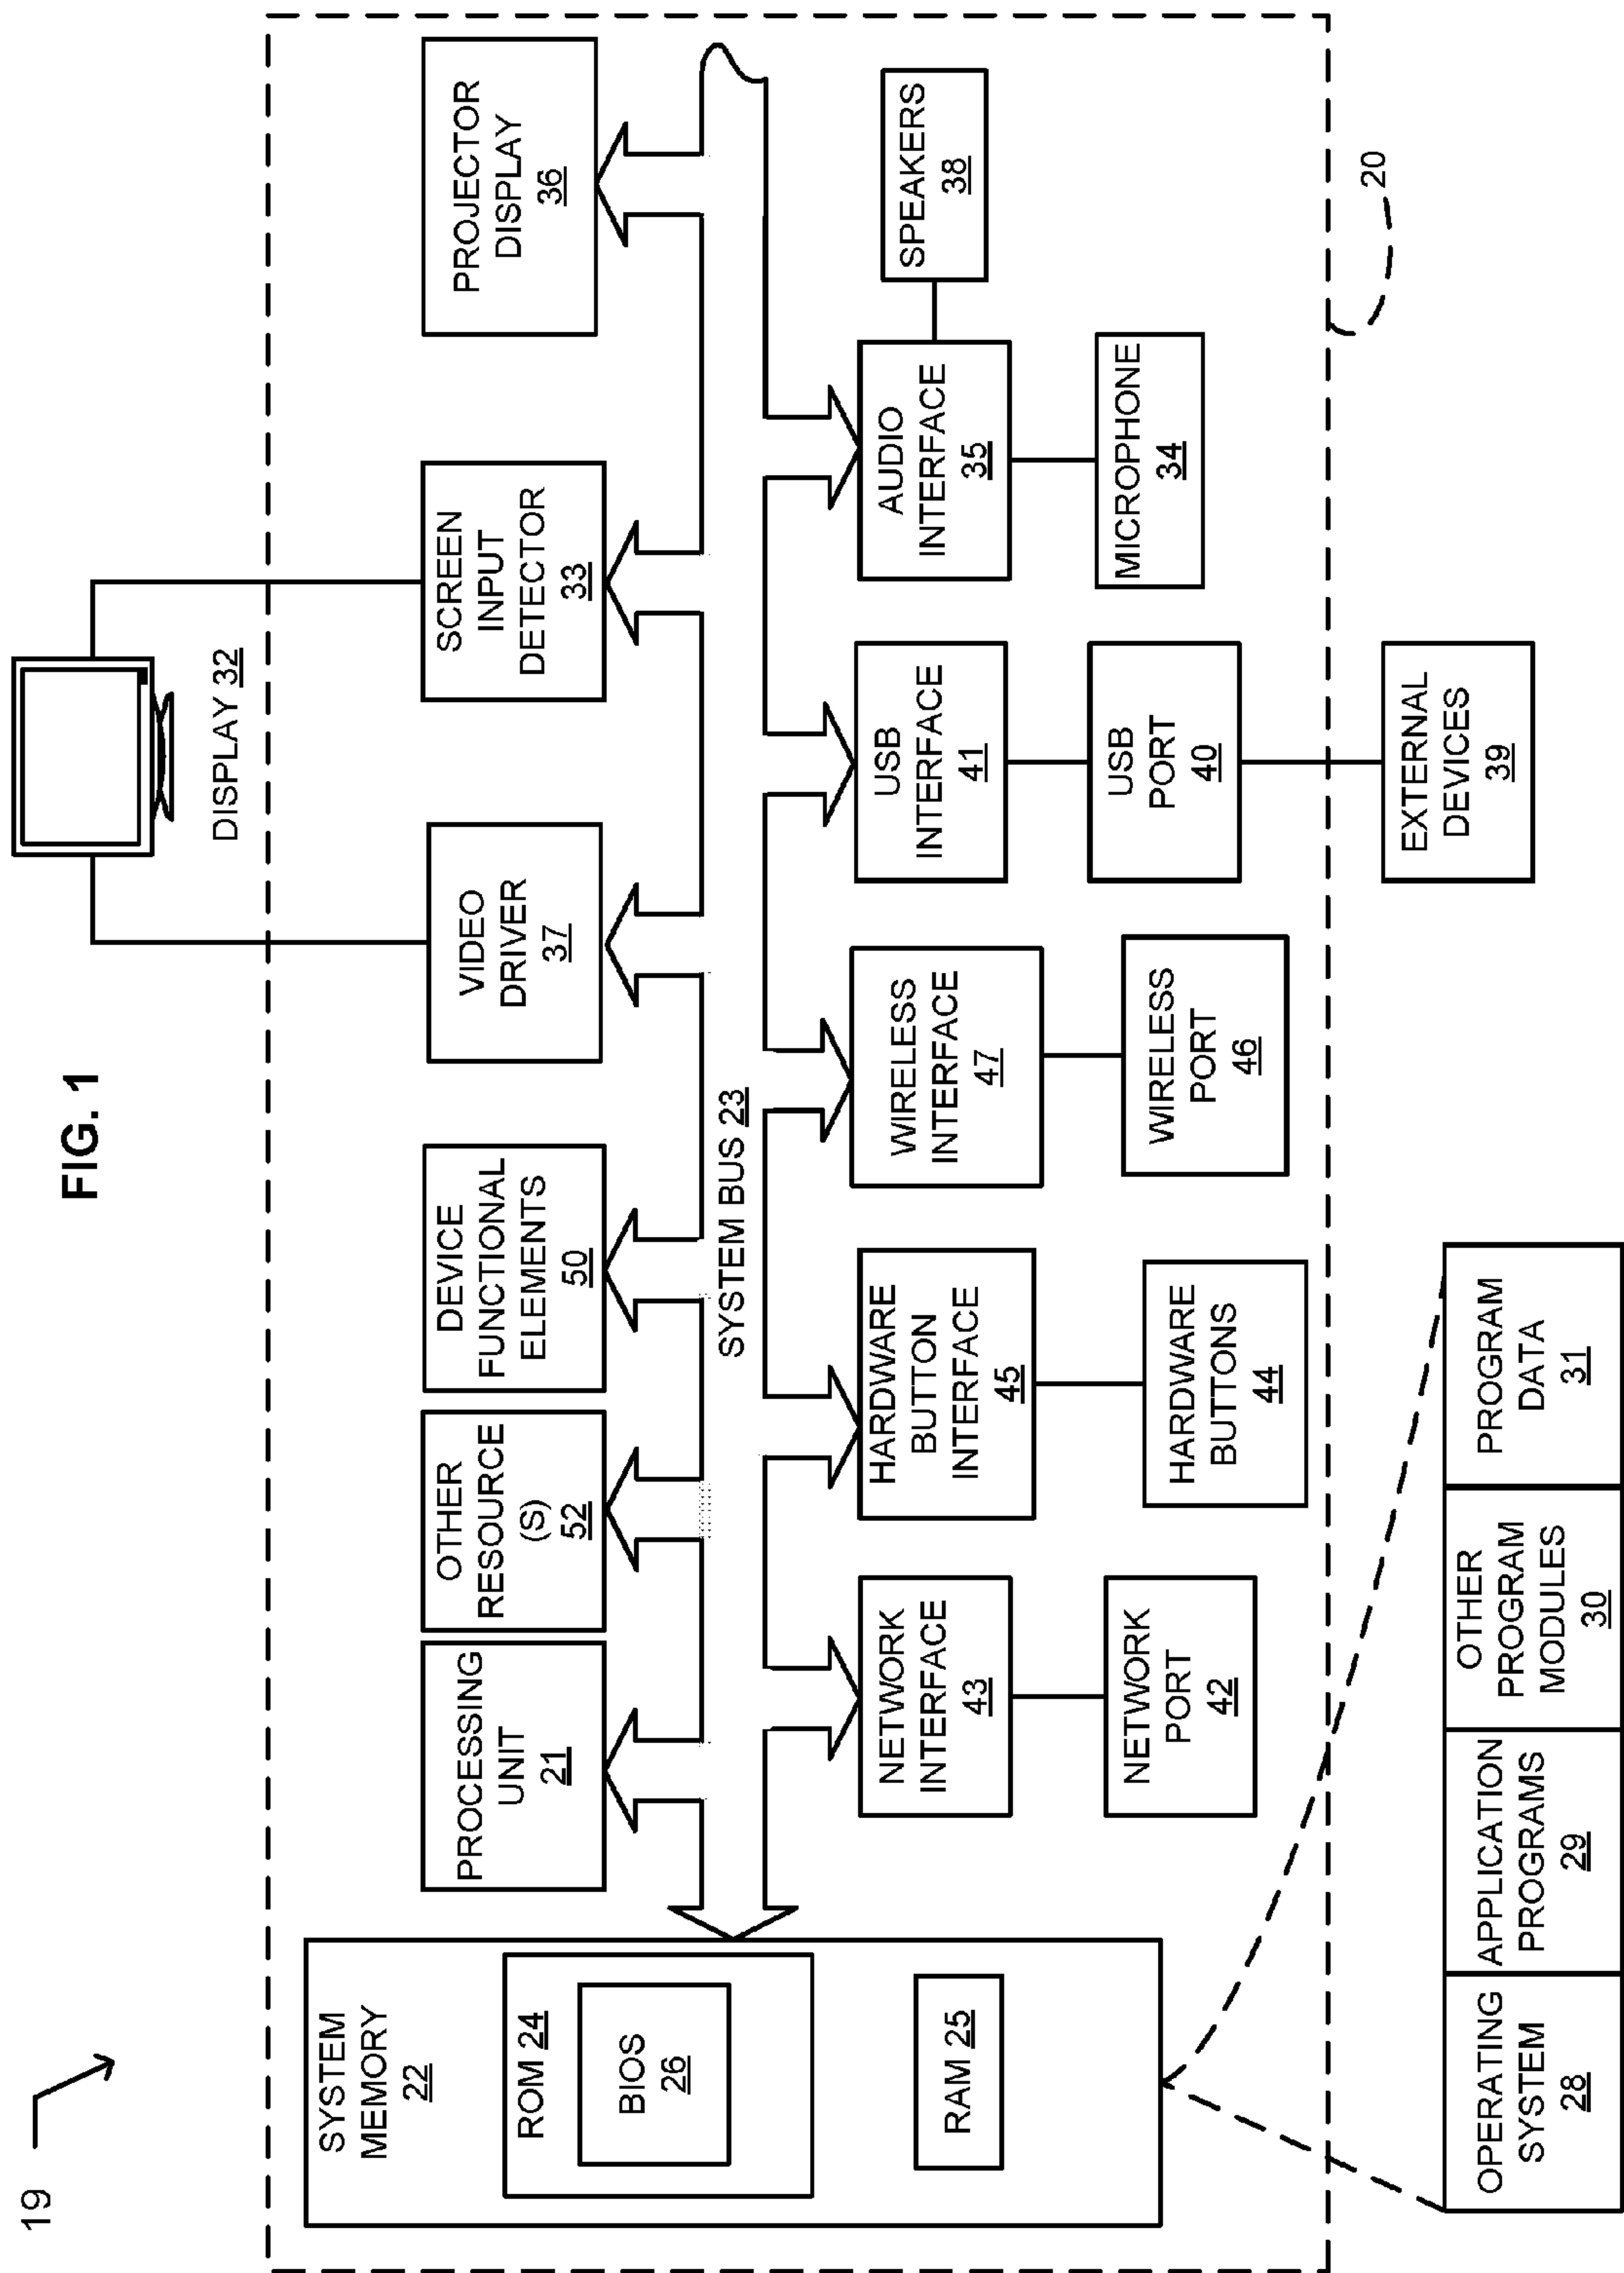 19
FIG. 1
DISPLAY 32
SYSTEM
MEMORY
22
ROM 24
BIOS
26
RAM 25
PROCESSING
UNIT
21
OTHER
RESOURCE
(S)
52
DEVICE
FUNCTIONAL
ELEMENTS
50
VIDEO
DRIVER
37
SCREEN
INPUT
DETECTOR
33
PROJECTOR
DISPLAY
36
SYSTEM BUS 23
NETWORK
INTERFACE
43
HARDWARE
BUTTON
INTERFACE
45
WIRELESS
INTERFACE
47
USB
INTERFACE
41
AUDIO
INTERFACE
35
SPEAKERS
38
NETWORK
PORT
42
HARDWARE
BUTTONS
44
WIRELESS
PORT
46
USB
PORT
40
MICROPHONE
34
20
OPERATING
SYSTEM
28
APPLICATION
PROGRAMS
29
OTHER
PROGRAM
MODULES
30
PROGRAM
DATA
31
EXTERNAL
DEVICES
39